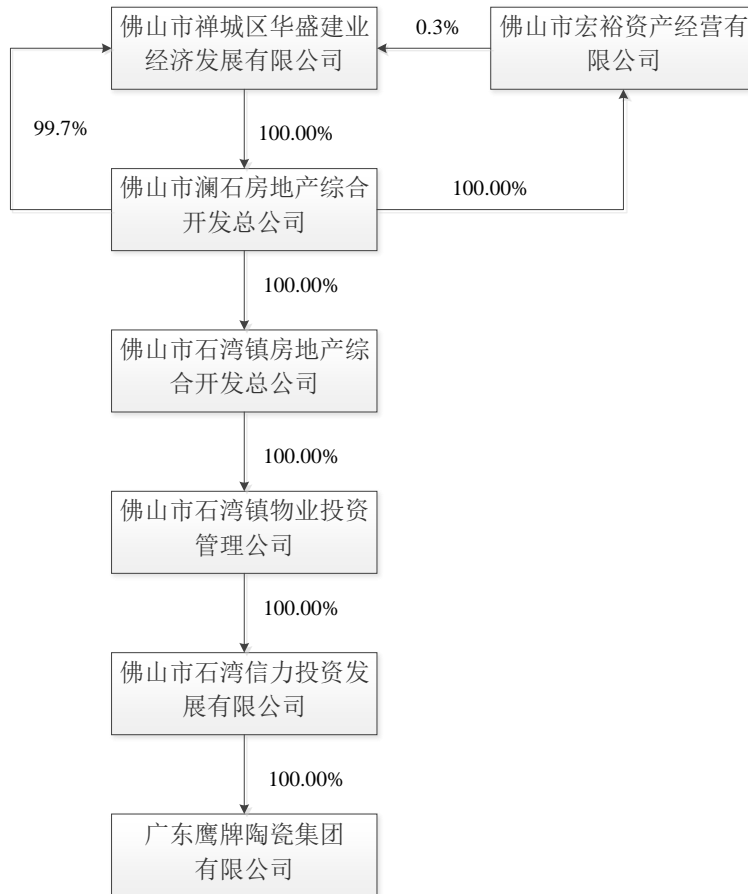 佛山市禅城区华盛建业
经济发展有限公司
0.3%
佛山市宏裕资产经营有
限公司
99.7%
100.00%
佛山市澜石房地产综合
开发总公司
100.00%
100.00%
佛山市石湾镇房地产综
合开发总公司
100.00%
佛山市石湾镇物业投资
管理公司
100.00%
佛山市石湾信力投资发
展有限公司
100.00%
广东鹰牌陶瓷集团
有限公司